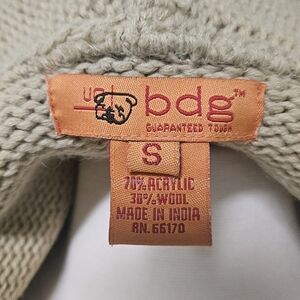 bdg™
GUARANTEED TOUGH
S
70% ACRYLIC
30% WOOL
MADE IN INDIA
RN. 66170